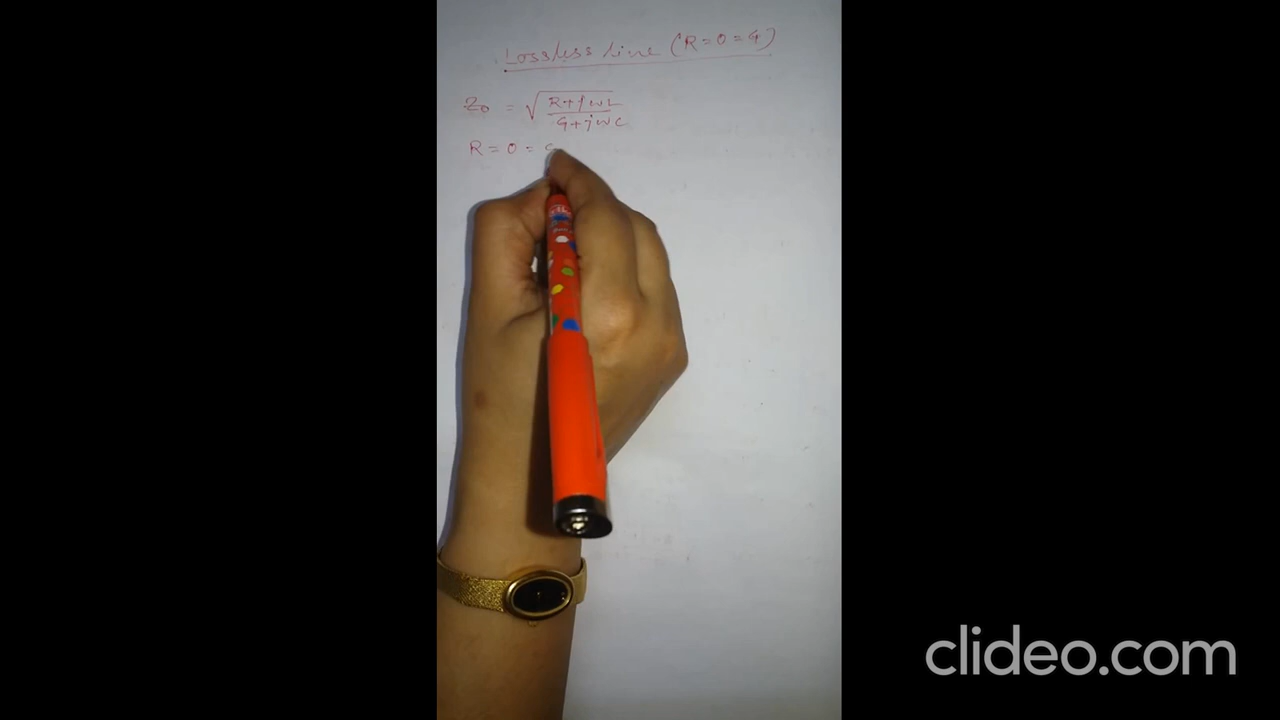 Lossless line (R=0=G)
Z₀ = √(R+jωL / G+jωC)
R = 0 = G
clideo.com